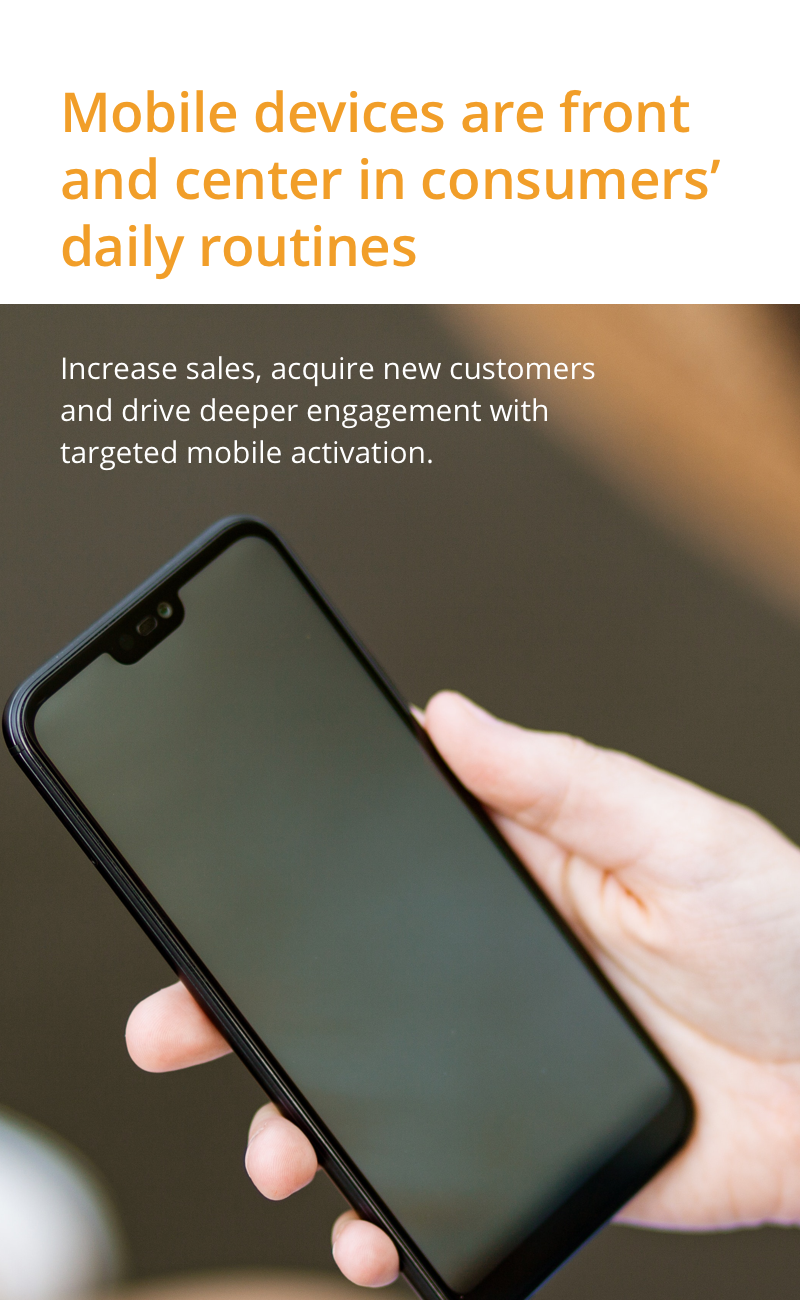 Mobile devices are front
and center in consumers’
daily routines
Increase sales, acquire new customers
and drive deeper engagement with
targeted mobile activation.